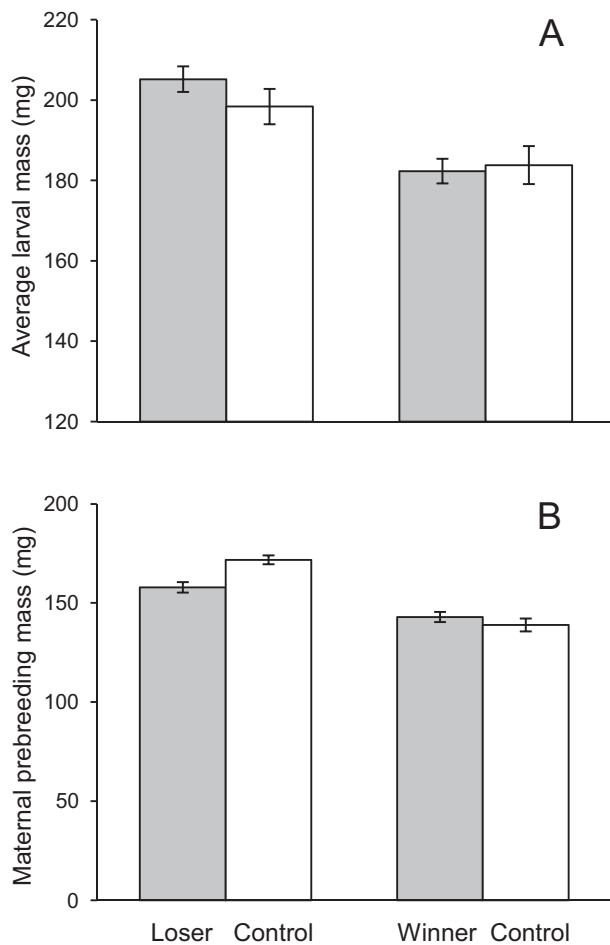 A
220
200
180
160
140
120
Average larval mass (mg)
B
200
150
100
50
0
Maternal prebreeding mass (mg)
Loser Control Winner Control